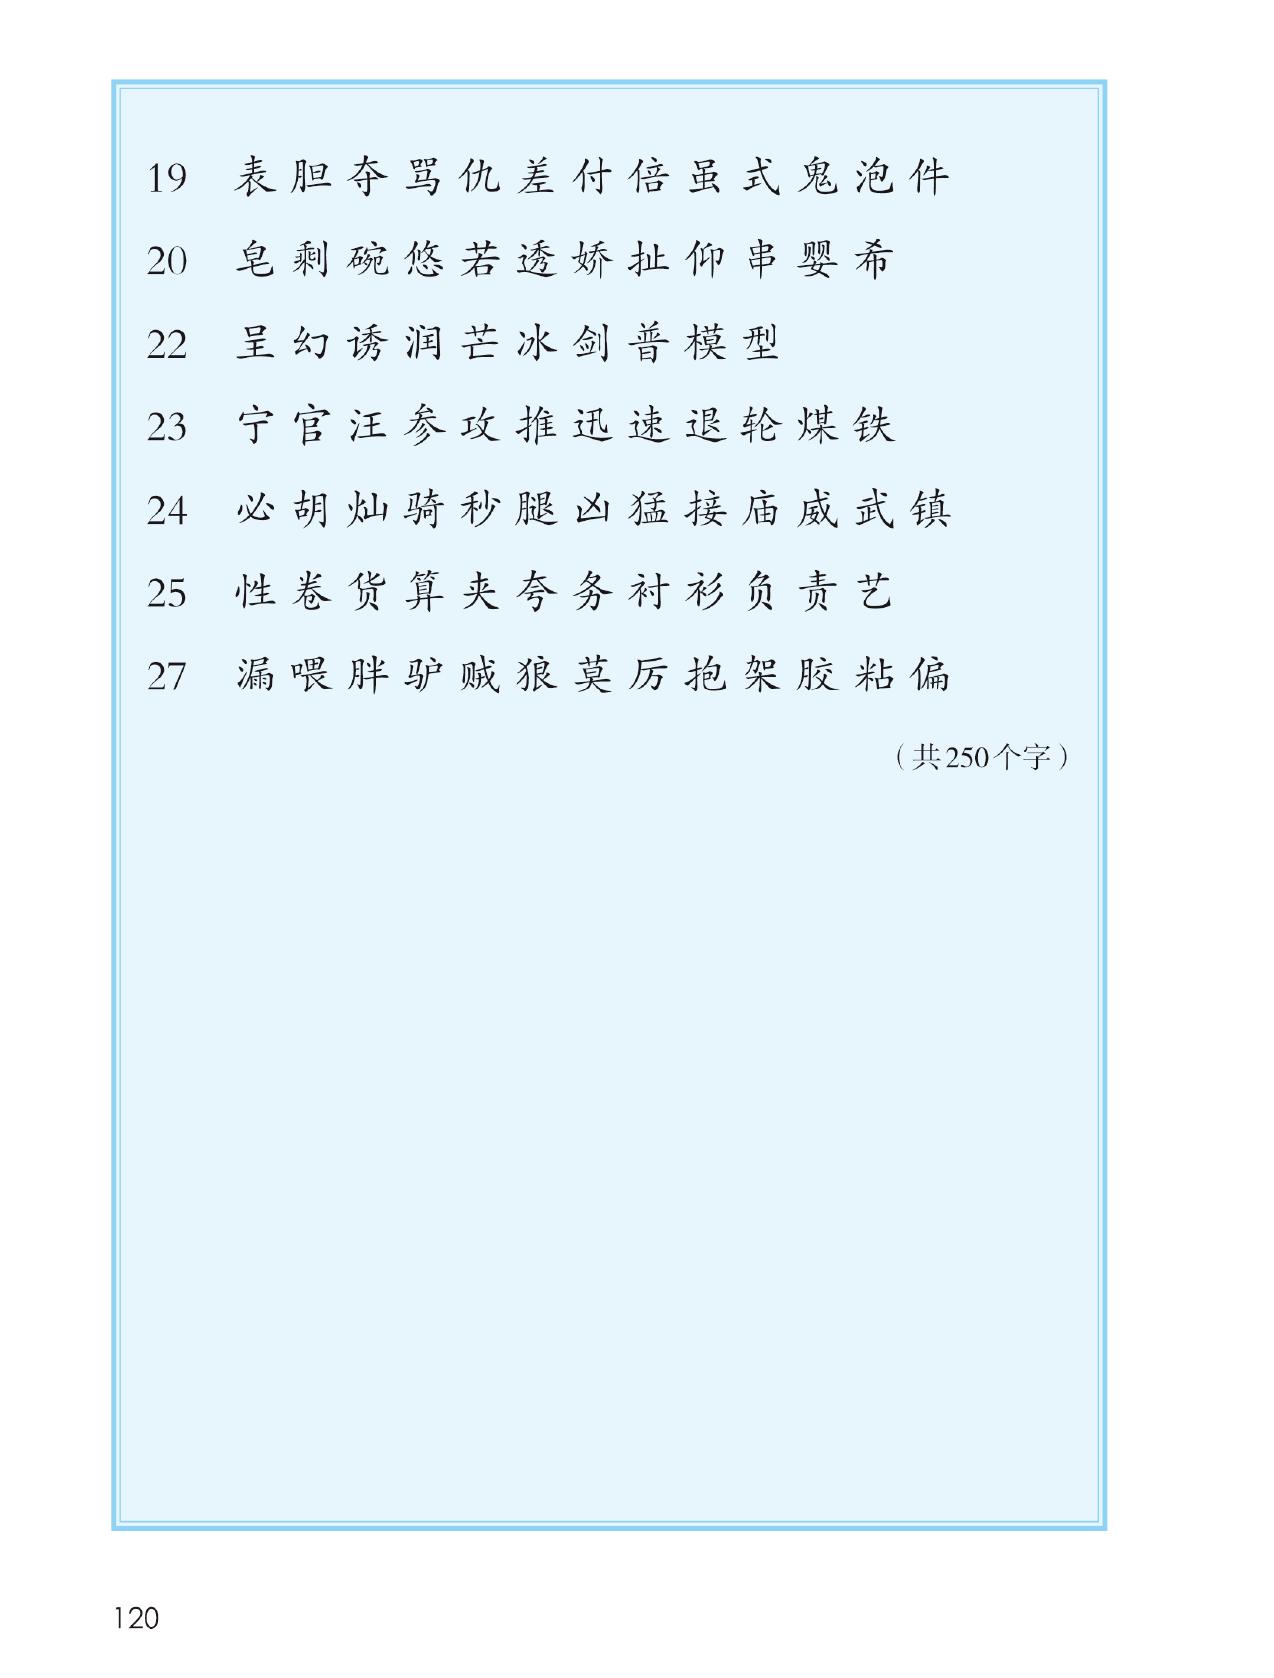 19 表 胆 夺 骂 仇 差 付 倍 虽 式 鬼 泡 件
20 皂 剩 碗 悠 若 透 娇 扯 仰 串 婴 希
22 呈 幻 诱 润 芒 冰 剑 普 模 型
23 宁 官 汪 参 攻 推 迅 速 退 轮 煤 铁
24 必 胡 灿 骑 秒 腿 凶 猛 接 庙 威 武 镇
25 性 卷 货 算 夹 夸 务 衬 衫 负 责 艺
27 漏 喂 胖 驴 贼 狼 莫 厉 抱 架 胶 粘 偏
（共250个字）
120